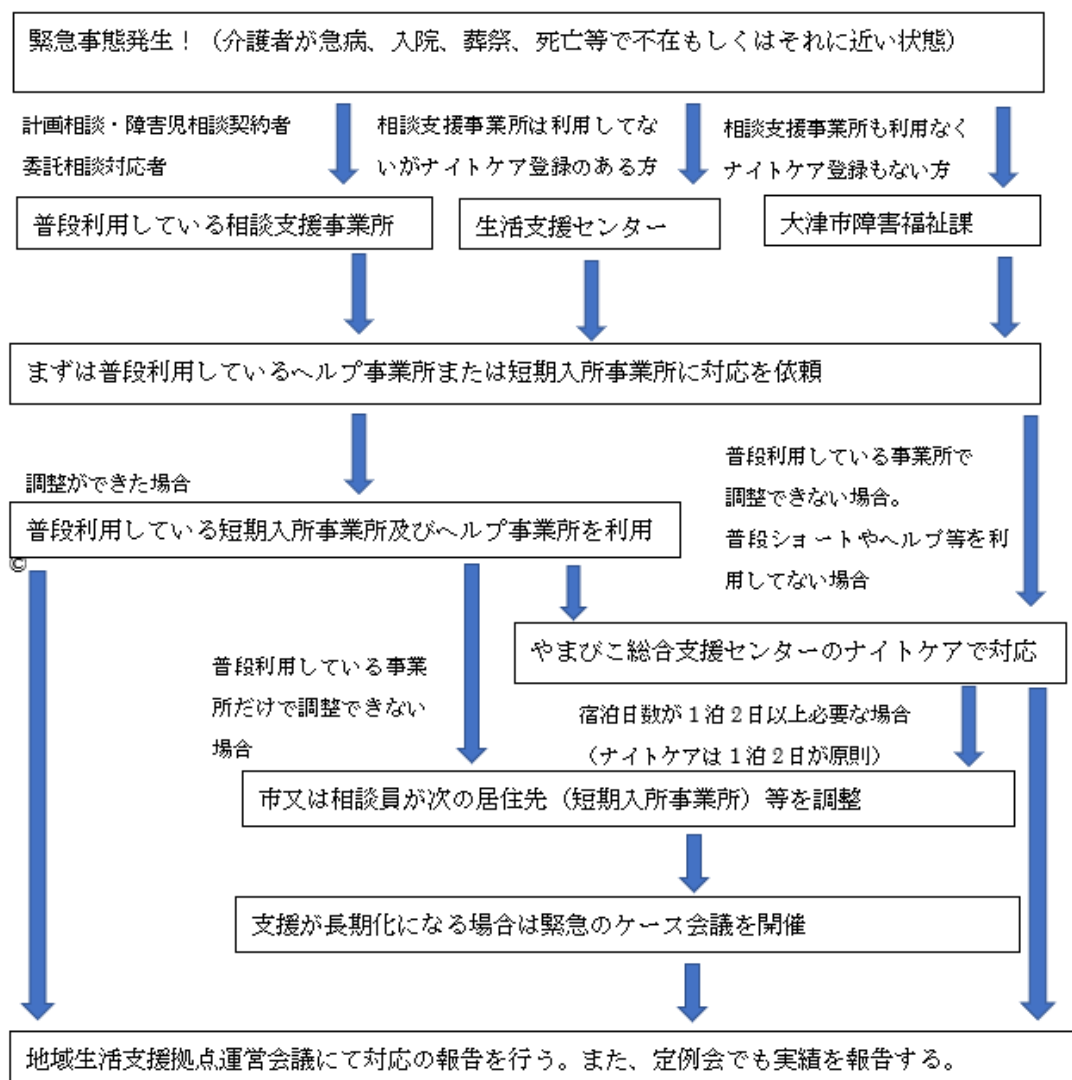 緊急事態発生！（介護者が急病、入院、葬祭、死亡等で不在もしくはそれに近い状態）
計画相談・障害児相談契約者
委託相談対応者
相談支援事業所は利用してな
いがナイトケア登録のある方
相談支援事業所も利用なく
ナイトケア登録もない方
普段利用している相談支援事業所
生活支援センター
大津市障害福祉課
まずは普段利用しているヘルプ事業所または短期入所事業所に対応を依頼
調整ができた場合
普段利用している事業所で
調整できない場合。
普段ショートやヘルプ等を利
用してない場合
普段利用している短期入所事業所及びヘルプ事業所を利用
©
やまびこ総合支援センターのナイトケアで対応
普段利用している事業
所だけで調整できない
場合
宿泊日数が１泊２日以上必要な場合
（ナイトケアは１泊２日が原則）
市又は相談員が次の居住先（短期入所事業所）等を調整
支援が長期化になる場合は緊急のケース会議を開催
地域生活支援拠点運営会議にて対応の報告を行う。また、定例会でも実績を報告する。